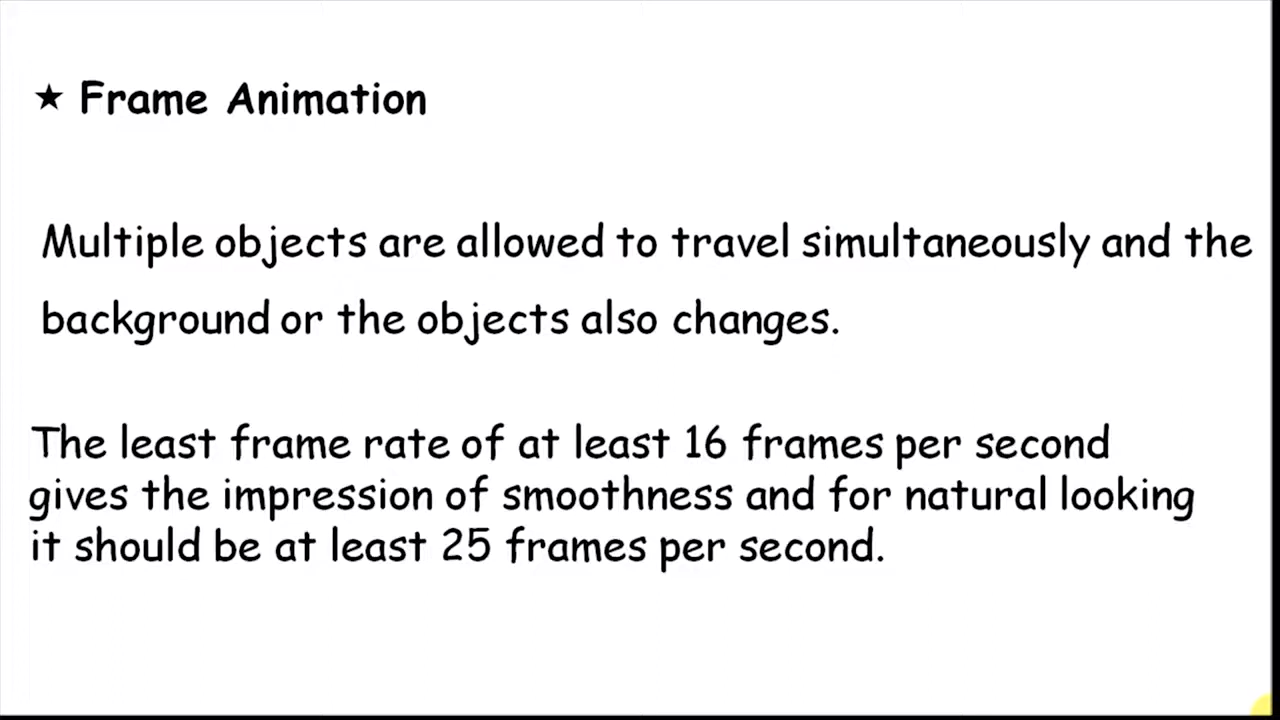 ★ Frame Animation
Multiple objects are allowed to travel simultaneously and the
background or the objects also changes.
The least frame rate of at least 16 frames per second
gives the impression of smoothness and for natural looking
it should be at least 25 frames per second.